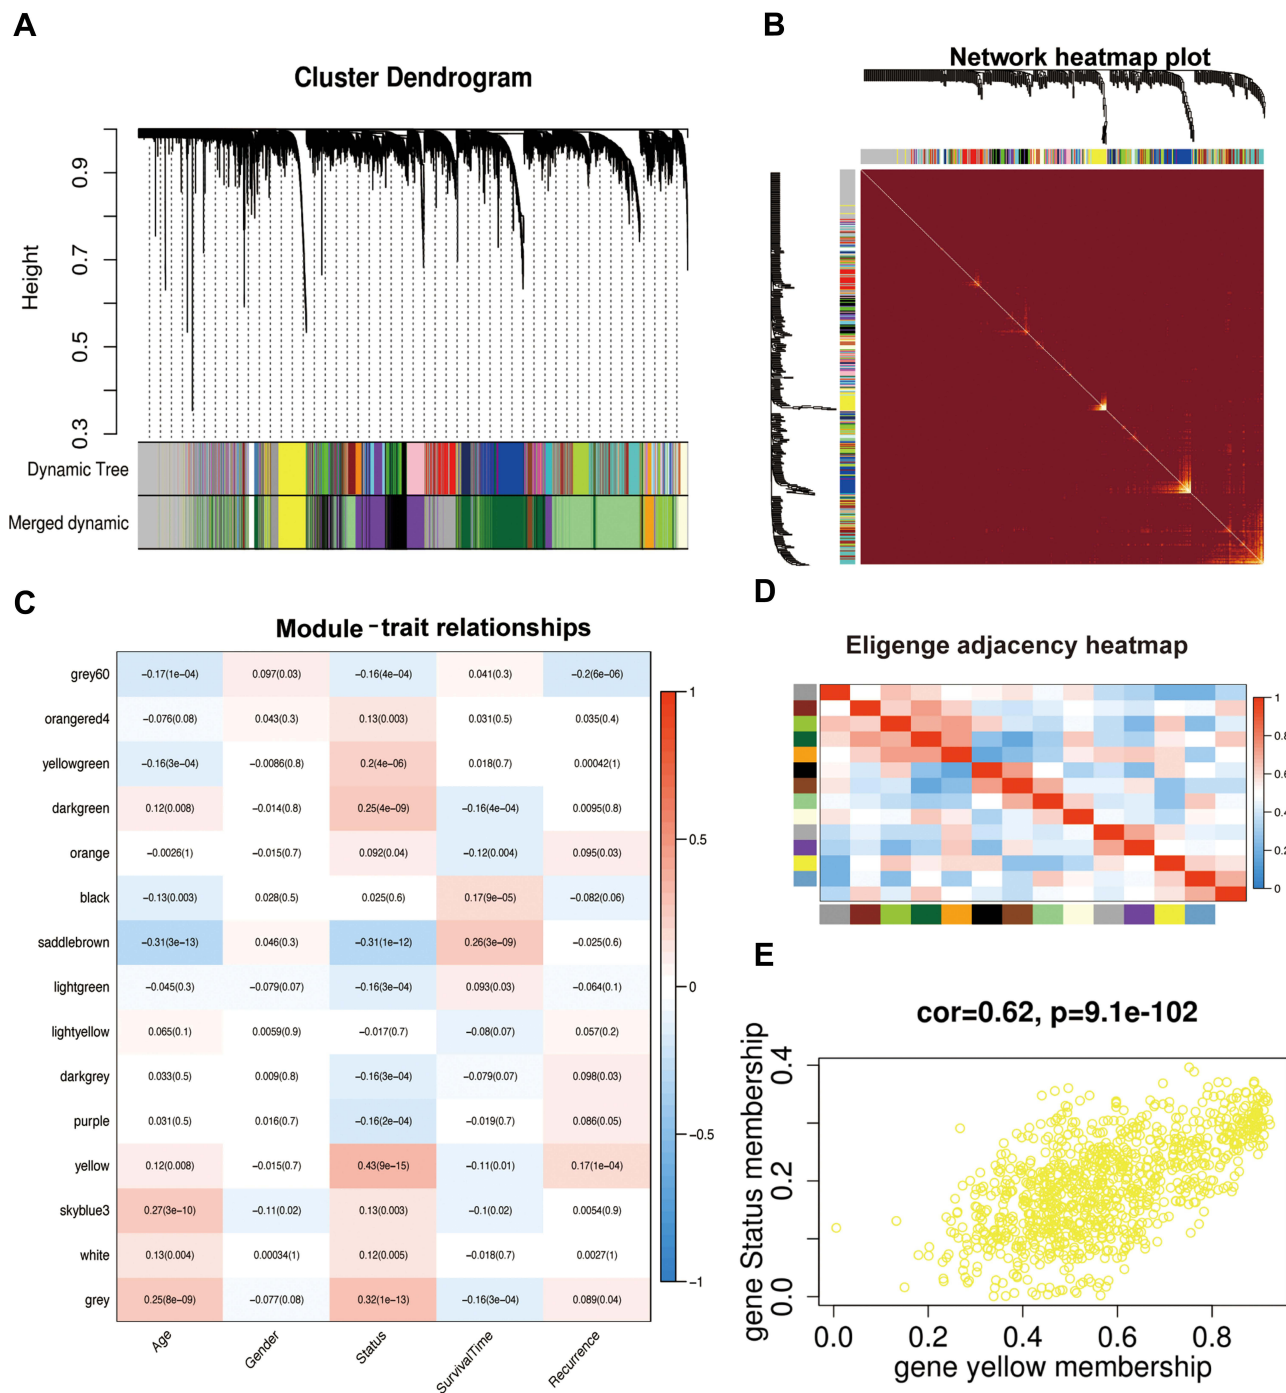 A
Cluster Dendrogram
Height
0.9
0.7
0.5
0.3
Dynamic Tree
Merged dynamic
B
Network heatmap plot
C
Module-trait relationships
grey60 −0.17(1e−04) 0.097(0.03) −0.16(4e−04) 0.041(0.3) −0.2(6e−06)
orangered4 −0.076(0.08) 0.043(0.3) 0.13(0.003) 0.031(0.5) 0.035(0.4)
yellowgreen −0.16(3e−04) −0.0086(0.8) 0.2(4e−06) 0.018(0.7) 0.00042(1)
darkgreen 0.12(0.008) −0.014(0.8) 0.25(4e−09) −0.16(4e−04) 0.0095(0.8)
orange −0.0026(1) −0.015(0.7) 0.092(0.04) −0.12(0.004) 0.095(0.03)
black −0.13(0.003) 0.028(0.5) 0.025(0.6) 0.17(9e−05) −0.082(0.06)
saddlebrown −0.31(3e−13) 0.046(0.3) −0.31(1e−12) 0.26(3e−09) −0.025(0.6)
lightgreen −0.045(0.3) −0.079(0.07) −0.16(3e−04) 0.093(0.03) −0.064(0.1)
lightyellow 0.065(0.1) 0.0059(0.9) −0.017(0.7) −0.08(0.07) 0.057(0.2)
darkgrey 0.033(0.5) 0.009(0.8) −0.16(3e−04) −0.079(0.07) 0.098(0.03)
purple 0.031(0.5) 0.016(0.7) −0.16(2e−04) −0.019(0.7) 0.086(0.05)
yellow 0.12(0.008) −0.015(0.7) 0.43(9e−15) −0.11(0.01) 0.17(1e−04)
skyblue3 0.27(3e−10) −0.11(0.02) 0.13(0.003) −0.1(0.02) 0.0054(0.9)
white 0.13(0.004) 0.00034(1) 0.12(0.005) −0.018(0.7) 0.0027(1)
grey 0.25(8e−09) −0.077(0.08) 0.32(1e−13) −0.16(3e−04) 0.089(0.04)
Age Gender Status SurvivalTime Recurrence
1
0.5
0
−0.5
−1
D
Eligenge adjacency heatmap
1
0.8
0.6
0.4
0.2
0
E
cor=0.62, p=9.1e-102
gene Status membership
0.4
0.2
0.0
0.0 0.2 0.4 0.6 0.8
gene yellow membership